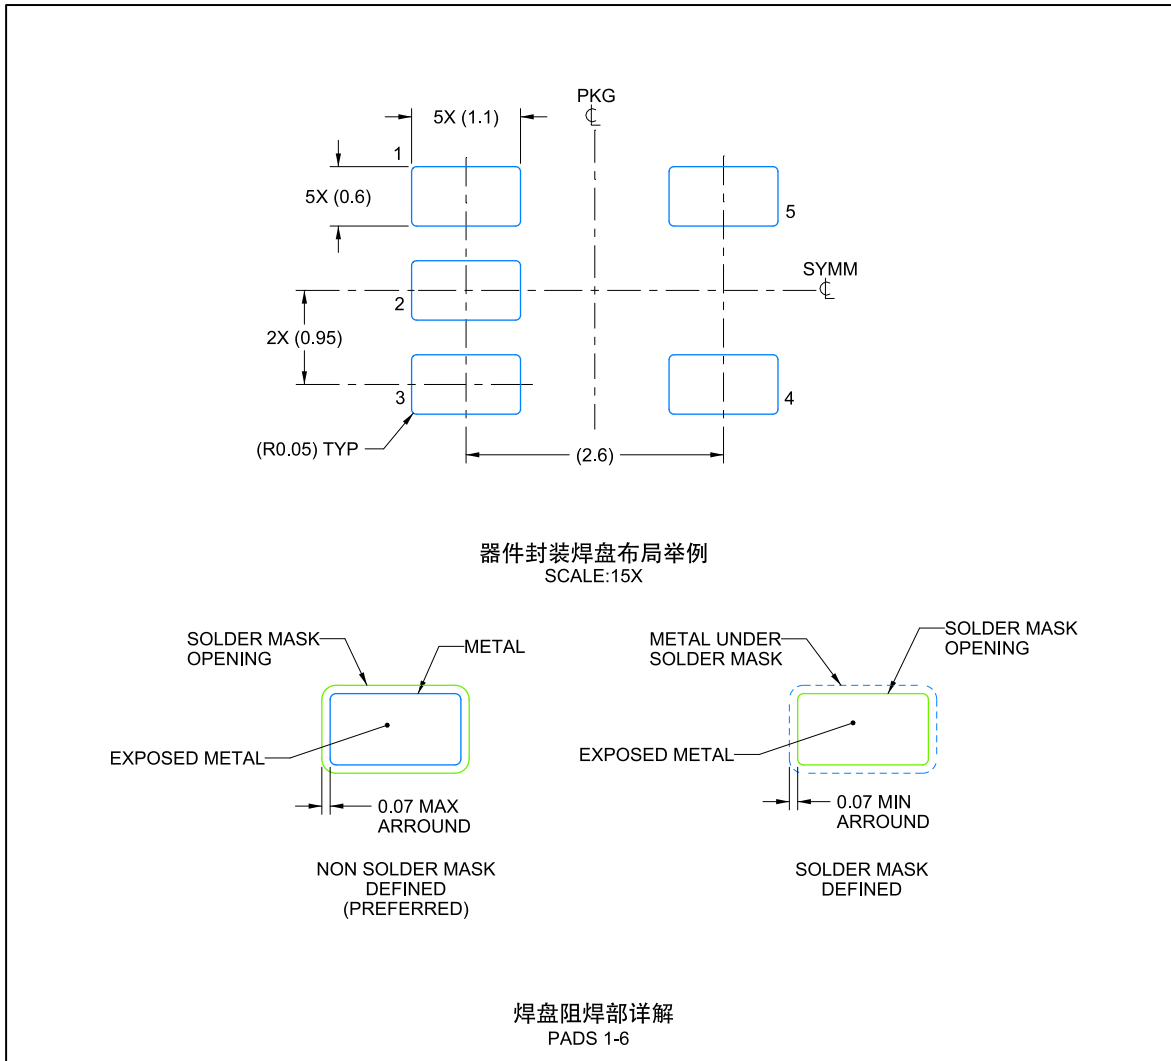 PKG
℄
5X (1.1)
1
5X (0.6)
5
SYMM
℄
2
2X (0.95)
3
4
(R0.05) TYP
(2.6)
器件封装焊盘布局举例
SCALE:15X
SOLDER MASK
OPENING
METAL
EXPOSED METAL
0.07 MAX
ARROUND
NON SOLDER MASK
DEFINED
(PREFERRED)
METAL UNDER
SOLDER MASK
SOLDER MASK
OPENING
EXPOSED METAL
0.07 MIN
ARROUND
SOLDER MASK
DEFINED
焊盘阻焊部详解
PADS 1-6